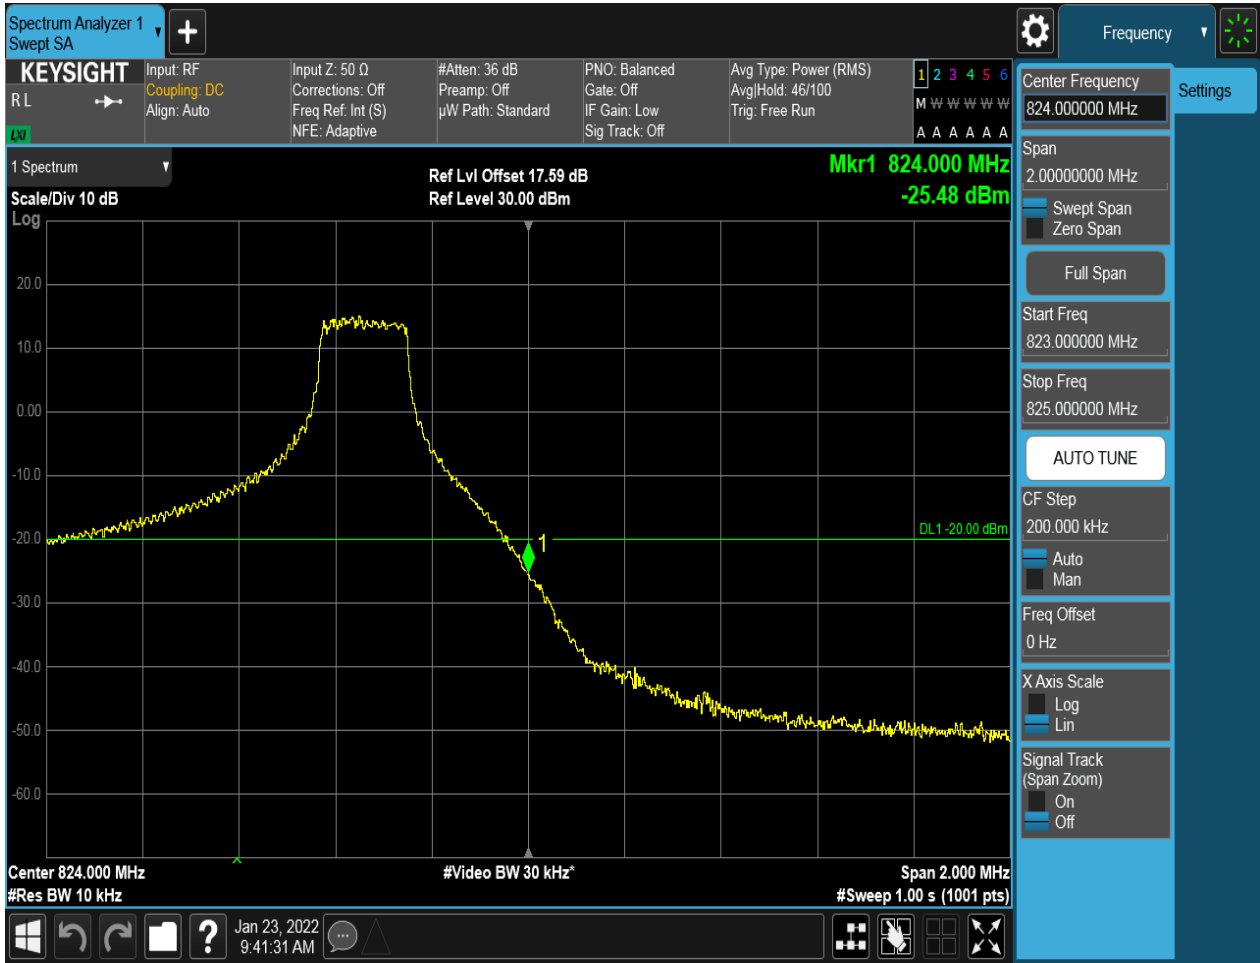 Spectrum Analyzer 1
Swept SA
Frequency
KEYSIGHT
R L
LXI
Input: RF
Coupling: DC
Align: Auto
Input Z: 50 Ω
Corrections: Off
Freq Ref: Int (S)
NFE: Adaptive
#Atten: 36 dB
Preamp: Off
µW Path: Standard
PNO: Balanced
Gate: Off
IF Gain: Low
Sig Track: Off
Avg Type: Power (RMS)
Avg|Hold: 46/100
Trig: Free Run
1 2 3 4 5 6
M W W W W W
A A A A A A
1 Spectrum
Scale/Div 10 dB
Log
Ref Lvl Offset 17.59 dB
Ref Level 30.00 dBm
Mkr1 824.000 MHz
-25.48 dBm
20.0
10.0
0.00
-10.0
-20.0
-30.0
-40.0
-50.0
-60.0
DL1 -20.00 dBm
1
Center 824.000 MHz
#Res BW 10 kHz
#Video BW 30 kHz*
Span 2.000 MHz
#Sweep 1.00 s (1001 pts)
Jan 23, 2022
9:41:31 AM
Center Frequency
824.000000 MHz
Span
2.00000000 MHz
Swept Span
Zero Span
Full Span
Start Freq
823.000000 MHz
Stop Freq
825.000000 MHz
AUTO TUNE
CF Step
200.000 kHz
Auto
Man
Freq Offset
0 Hz
X Axis Scale
Log
Lin
Signal Track
(Span Zoom)
On
Off
Settings